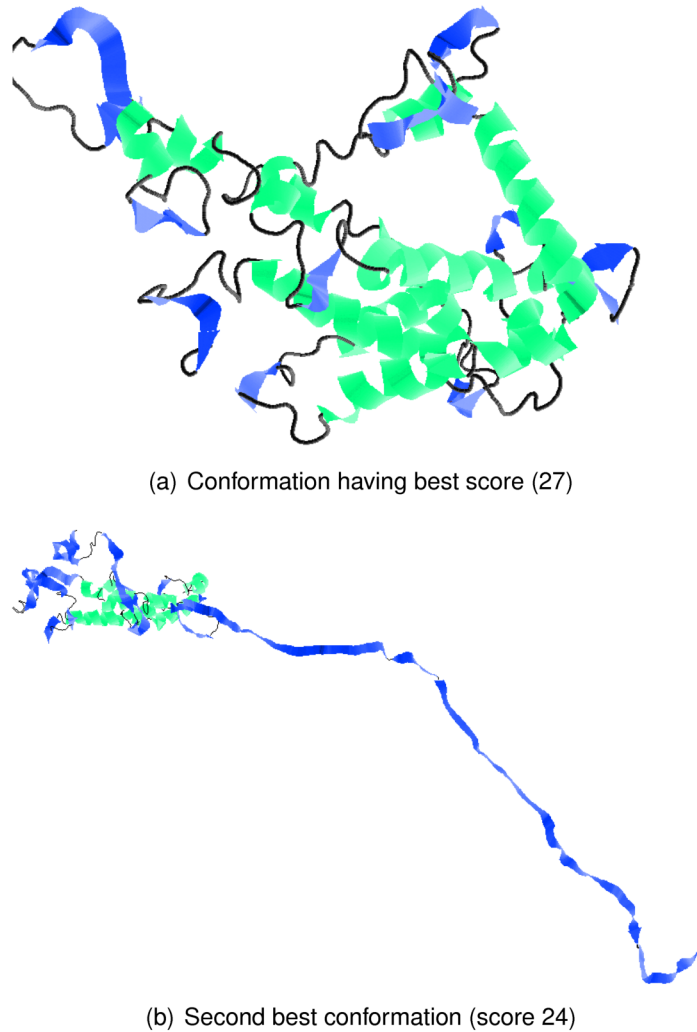 (a) Conformation having best score (27)
(b) Second best conformation (score 24)